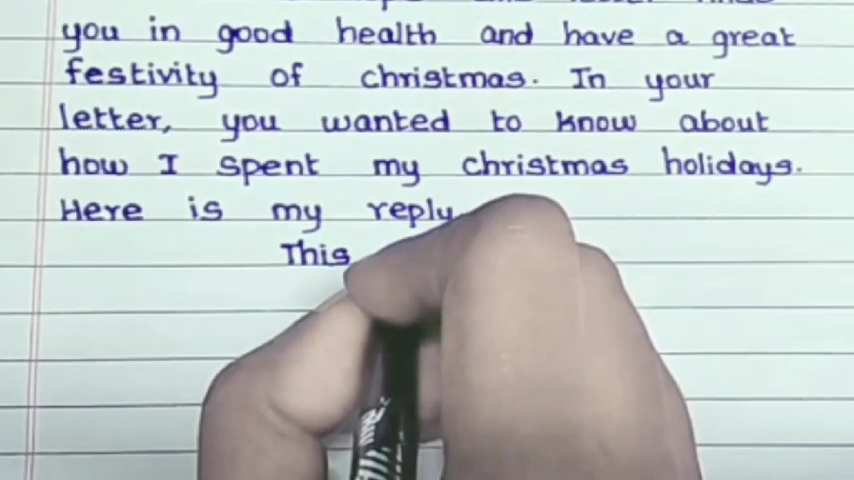 you in good health and have a great
festivity of christmas. In your
letter, you wanted to know about
how I spent my christmas holidays.
Here is my reply
This